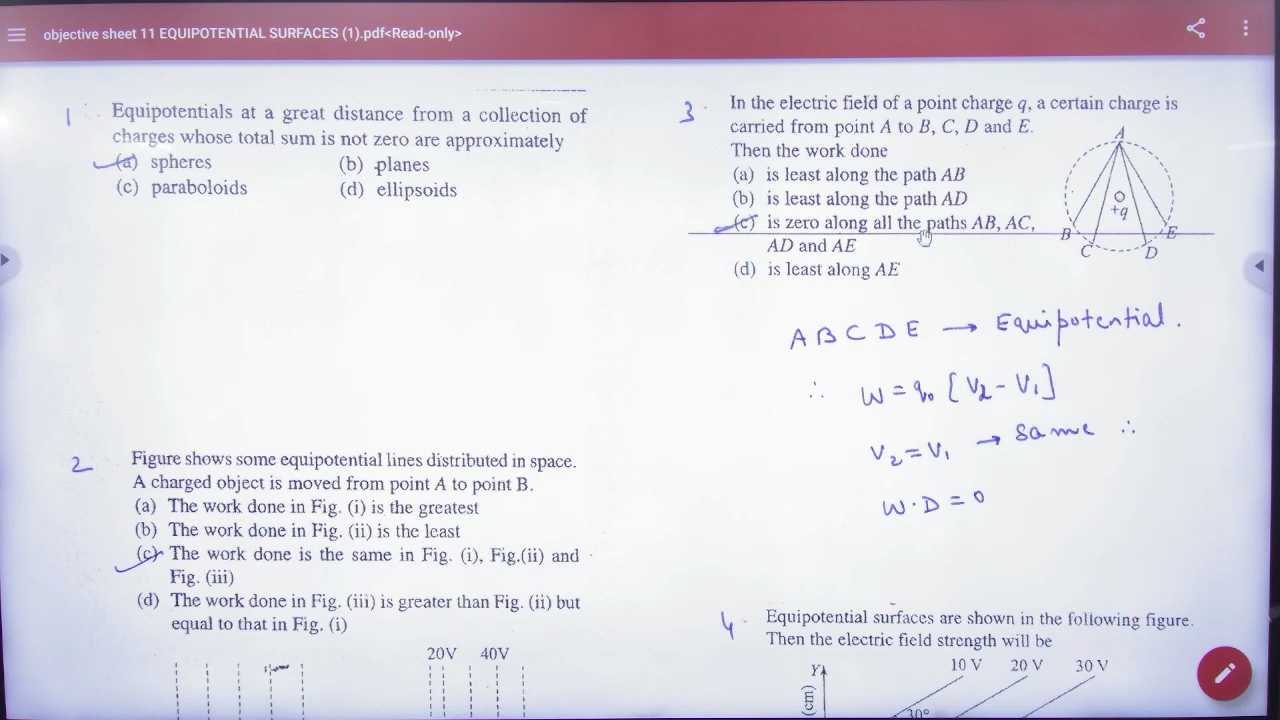 objective sheet 11 EQUIPOTENTIAL SURFACES (1).pdf<Read-only>
1 Equipotentials at a great distance from a collection of
charges whose total sum is not zero are approximately
(a) spheres (b) planes
(c) paraboloids (d) ellipsoids
2 Figure shows some equipotential lines distributed in space.
A charged object is moved from point A to point B.
(a) The work done in Fig. (i) is the greatest
(b) The work done in Fig. (ii) is the least
(c) The work done is the same in Fig. (i), Fig.(ii) and
Fig. (iii)
(d) The work done in Fig. (iii) is greater than Fig. (ii) but
equal to that in Fig. (i)
20V 40V
3 In the electric field of a point charge q, a certain charge is
carried from point A to B, C, D and E.
Then the work done
(a) is least along the path AB
(b) is least along the path AD
(c) is zero along all the paths AB, AC,
AD and AE
(d) is least along AE
A
+q
B E
C D
A B C D E → Equipotential.
∴ W = q₀ [V₂ - V₁]
V₂ = V₁ → Same ∴
W.D = 0
4 Equipotential surfaces are shown in the following figure.
Then the electric field strength will be
Y 10 V 20 V 30 V
(cm) 30°